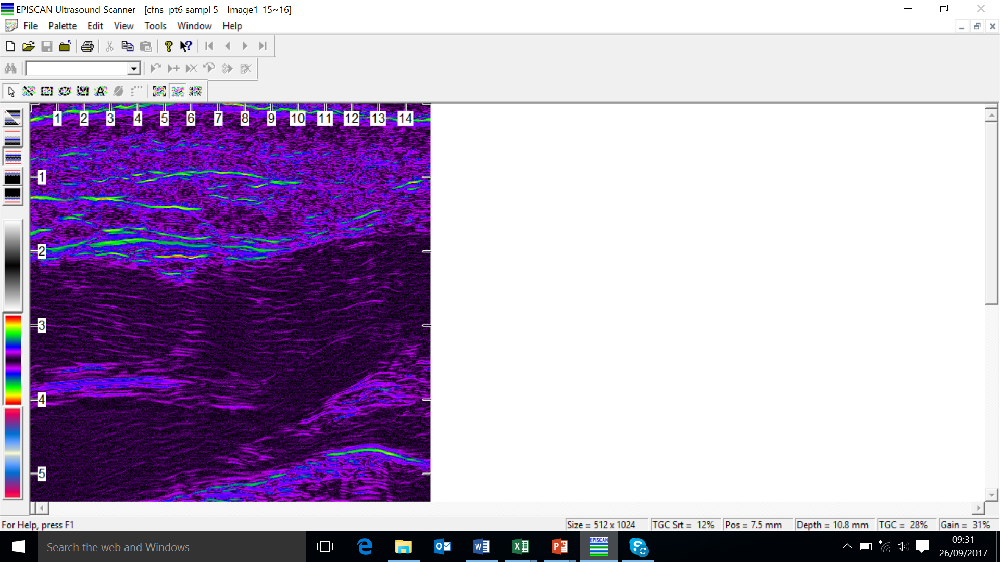 EPISCAN Ultrasound Scanner - [cfns  pt6 sampl 5 - Image1-15~16]
File Palette Edit View Tools Window Help
1 2 3 4 5 6 7 8 9 10 11 12 13 14
1
2
3
4
5
For Help, press F1 Size = 512 x 1024 TGC Srt = 12% Pos = 7.5 mm Depth = 10.8 mm TGC = 28% Gain = 31%
Search the web and Windows
EPISCAN
09:31
26/09/2017